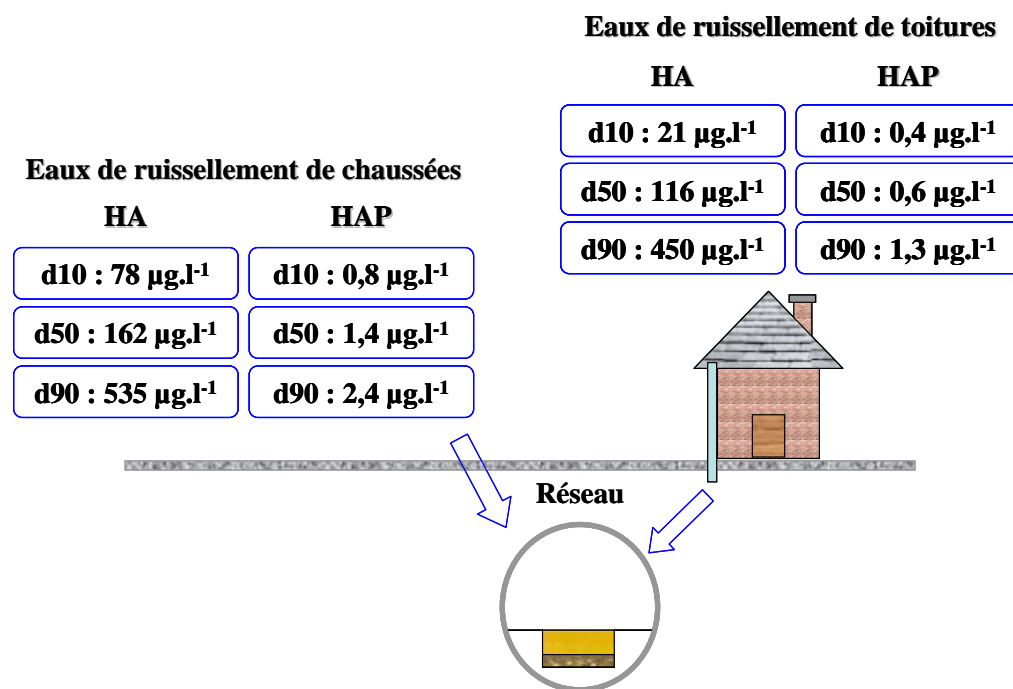 Eaux de ruissellement de toitures
HA HAP
d10 : 21 µg.l-1 d10 : 0,4 µg.l-1
d50 : 116 µg.l-1 d50 : 0,6 µg.l-1
d90 : 450 µg.l-1 d90 : 1,3 µg.l-1
Eaux de ruissellement de chaussées
HA HAP
d10 : 78 µg.l-1 d10 : 0,8 µg.l-1
d50 : 162 µg.l-1 d50 : 1,4 µg.l-1
d90 : 535 µg.l-1 d90 : 2,4 µg.l-1
Réseau